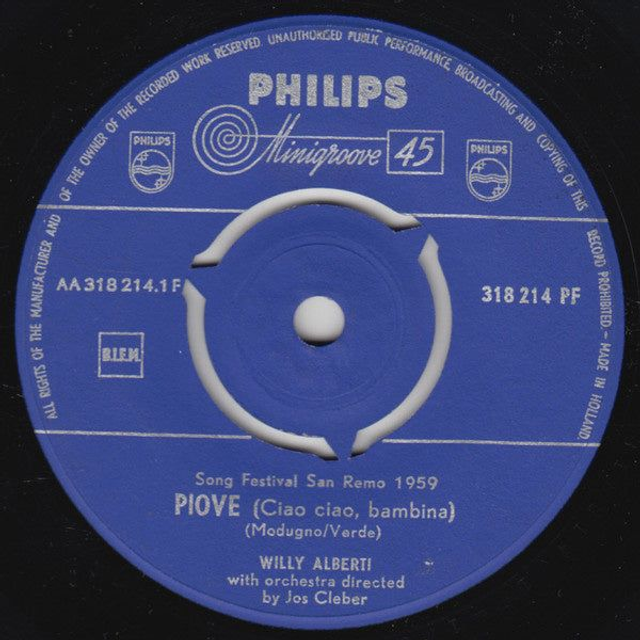 ALL RIGHTS OF THE MANUFACTURER AND OF THE OWNER OF THE RECORDED WORK RESERVED. UNAUTHORISED PUBLIC PERFORMANCE, BROADCASTING AND COPYING OF THIS RECORD PROHIBITED - MADE IN HOLLAND
PHILIPS
Minigroove 45
PHILIPS
PHILIPS
AA 318 214.1 F
318 214 PF
B.I.E.M.
Song Festival San Remo 1959
PIOVE (Ciao ciao, bambina)
(Modugno/Verde)
WILLY ALBERTI
with orchestra directed
by Jos Cleber